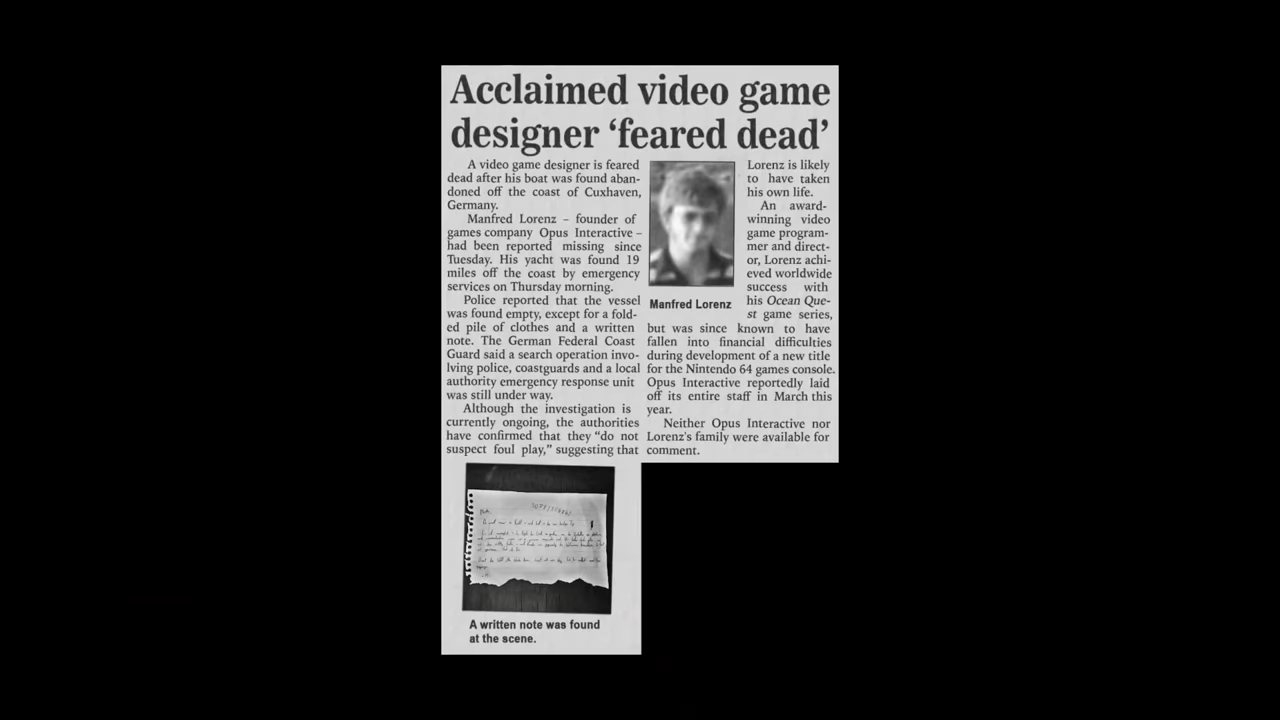 Acclaimed video game
designer ‘feared dead’
A video game designer is feared
dead after his boat was found aban-
doned off the coast of Cuxhaven,
Germany.
Manfred Lorenz – founder of
games company Opus Interactive –
had been reported missing since
Tuesday. His yacht was found 19
miles off the coast by emergency
services on Thursday morning.
Police reported that the vessel
was found empty, except for a fold-
ed pile of clothes and a written
note. The German Federal Coast
Guard said a search operation invo-
lving police, coastguards and a local
authority emergency response unit
was still under way.
Although the investigation is
currently ongoing, the authorities
have confirmed that they “do not
suspect foul play,” suggesting that
Manfred Lorenz
Lorenz is likely
to have taken
his own life.
An award-
winning video
game program-
mer and direct-
or, Lorenz achi-
eved worldwide
success with
his Ocean Que-
st game series,
but was since known to have
fallen into financial difficulties
during development of a new title
for the Nintendo 64 games console.
Opus Interactive reportedly laid
off its entire staff in March this
year.
Neither Opus Interactive nor
Lorenz's family were available for
comment.
A written note was found
at the scene.